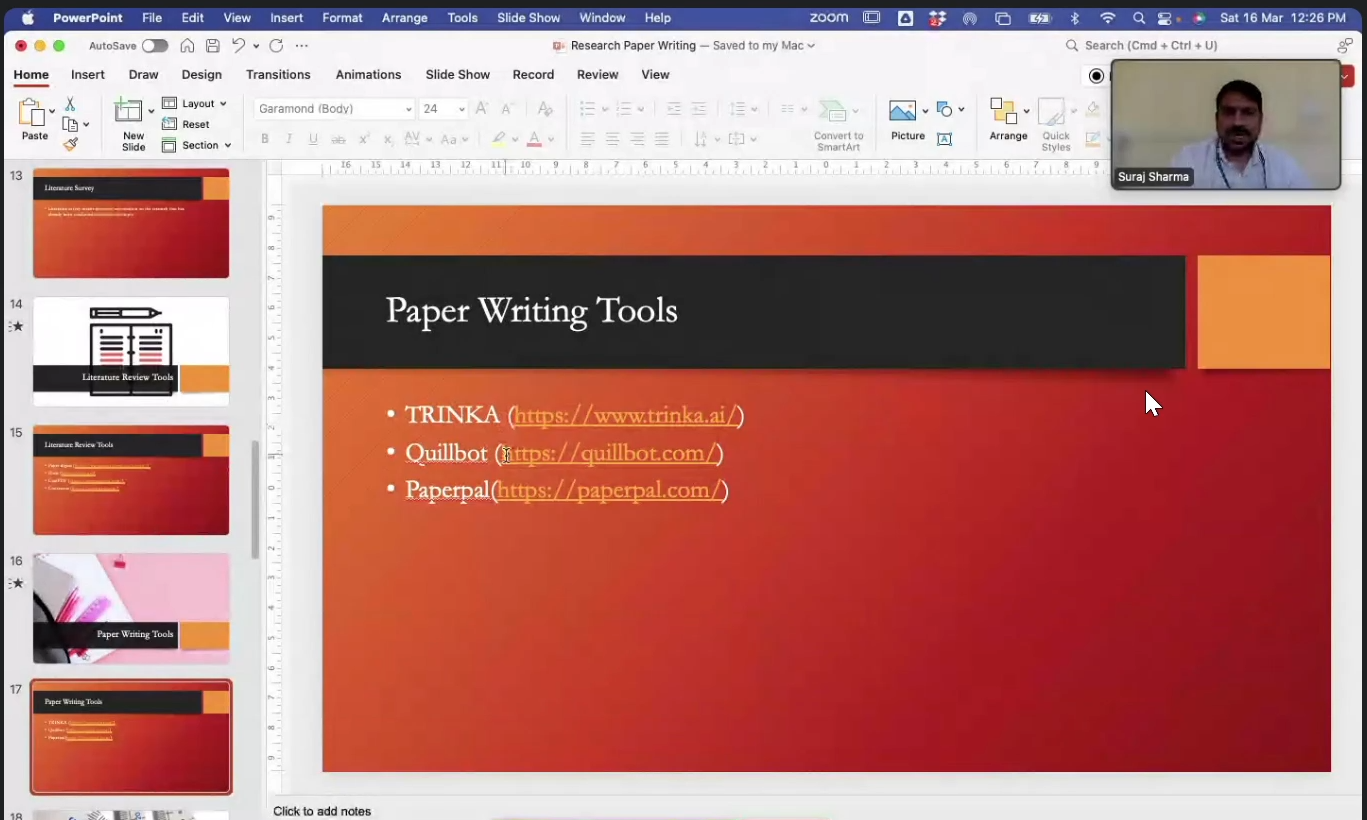 PowerPoint File Edit View Insert Format Arrange Tools Slide Show Window Help zoom Sat 16 Mar 12:26 PM
AutoSave Research Paper Writing — Saved to my Mac Search (Cmd + Ctrl + U)
Home Insert Draw Design Transitions Animations Slide Show Record Review View
Paste New Slide Layout Reset Section Garamond (Body) 24 Convert to SmartArt Picture Arrange Quick Styles
Suraj Sharma
13
Literature Survey
14
Literature Review Tools
15
Literature Review Tools
16
Paper Writing Tools
17
Paper Writing Tools
18
Paper Writing Tools
• TRINKA (https://www.trinka.ai/)
• Quillbot (https://quillbot.com/)
• Paperpal(https://paperpal.com/)
Click to add notes